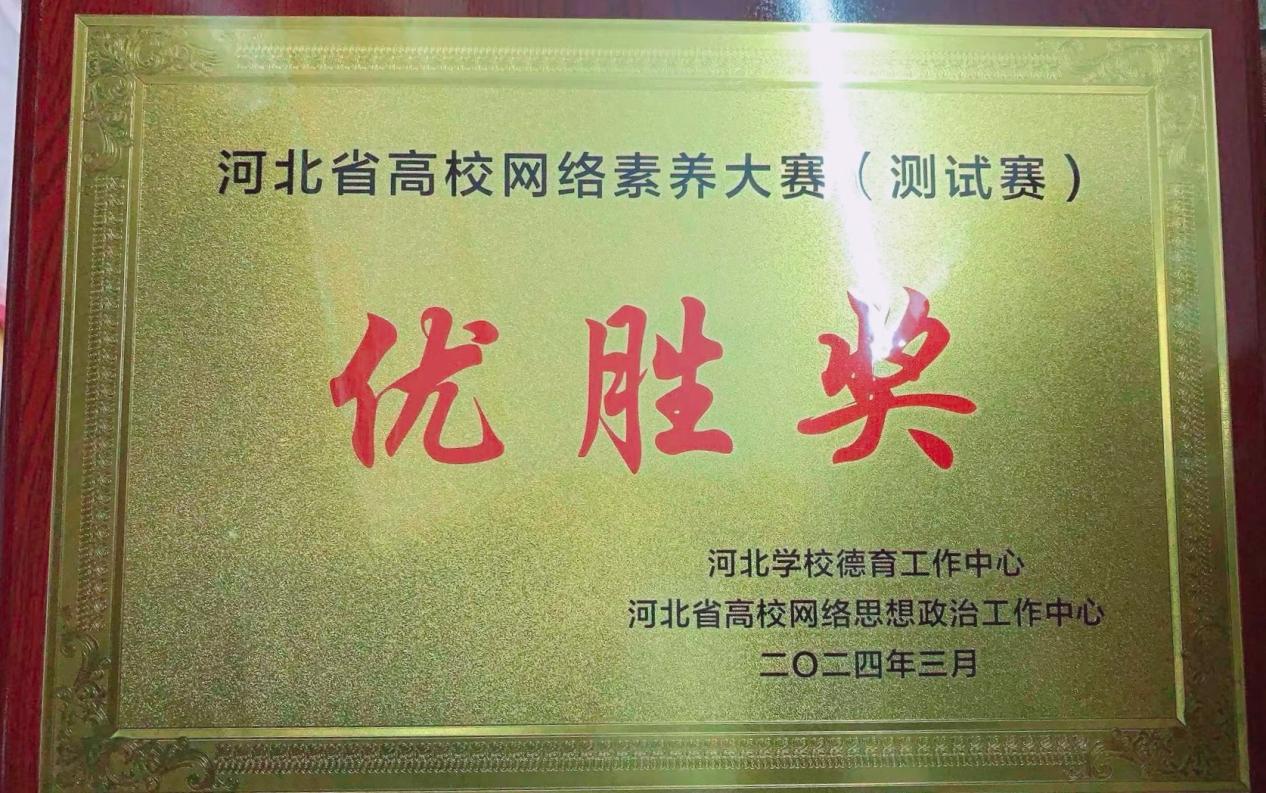 河北省高校网络素养大赛（测试赛）
优胜奖
河北学校德育工作中心
河北省高校网络思想政治工作中心
二〇二四年三月